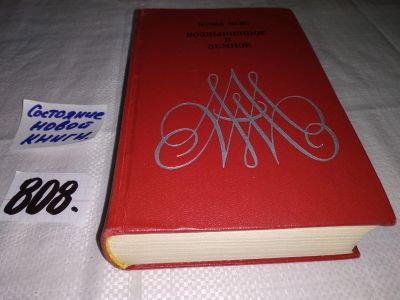 ВОЗВЫШЕННОЕ
И
ЗЕМНОЕ
Состояние
новой
книги.
808.